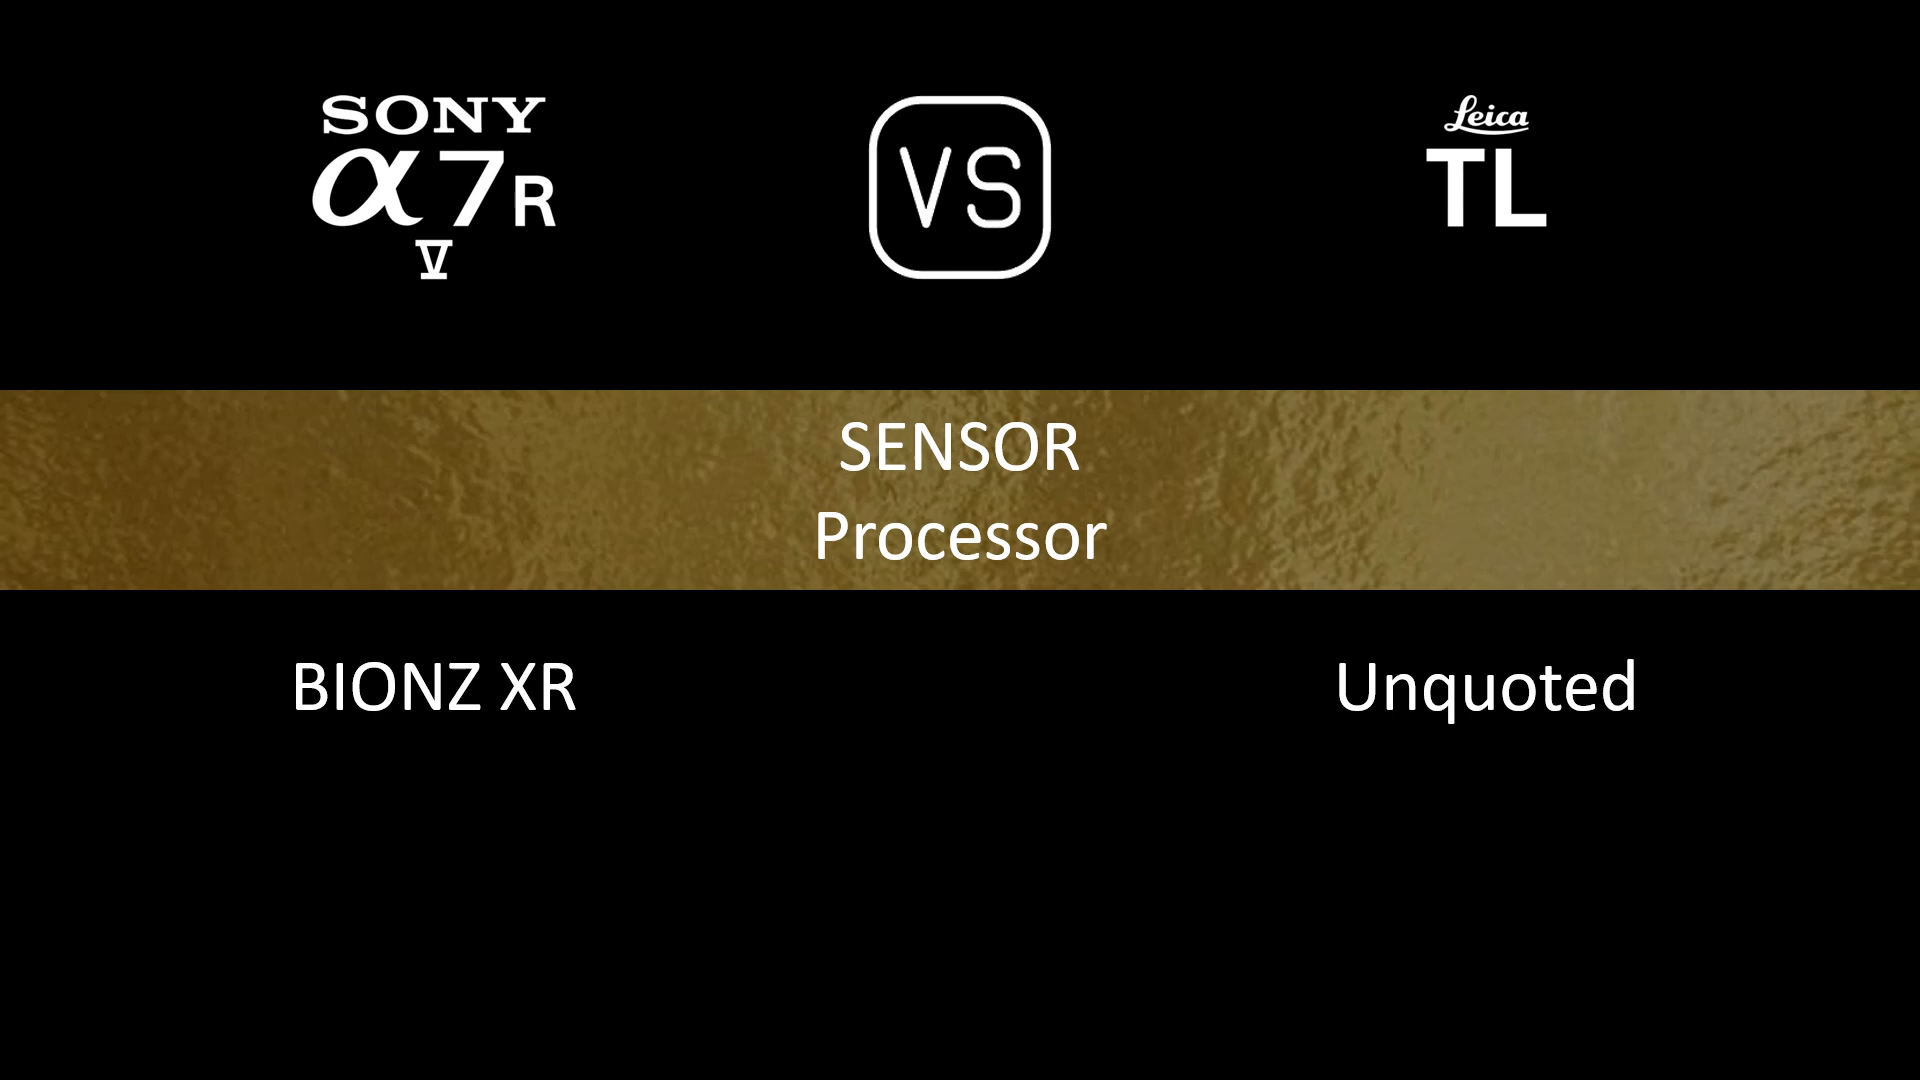 SONY
α7R
V
VS
Leica
TL
SENSOR
Processor
BIONZ XR
Unquoted